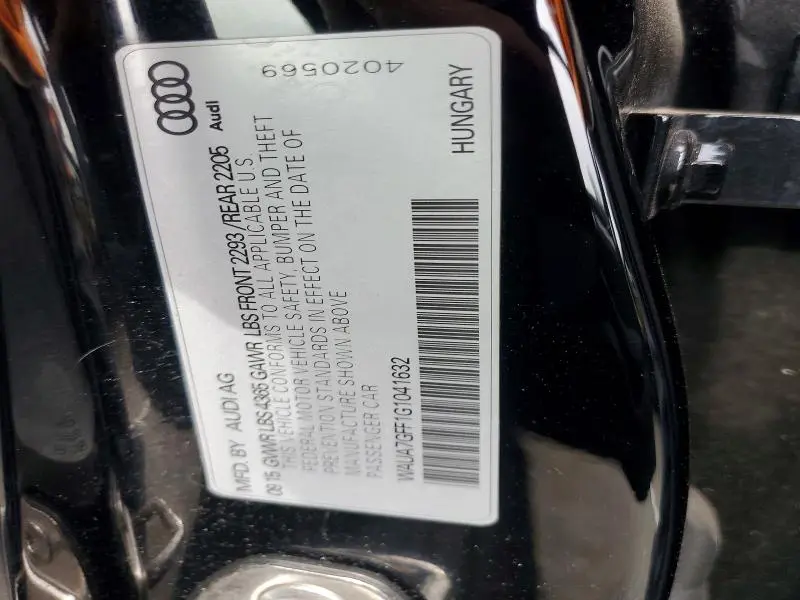 4020569
Audi
MFD. BY AUDI AG
09 15 GVWR LBS 4365 GAWR LBS FRONT 2293 / REAR 2205
THIS VEHICLE CONFORMS TO ALL APPLICABLE U.S.
FEDERAL MOTOR VEHICLE SAFETY, BUMPER AND THEFT
PREVENTION STANDARDS IN EFFECT ON THE DATE OF
MANUFACTURE SHOWN ABOVE
PASSENGER CAR
WAUA7GFF1G1041632
HUNGARY